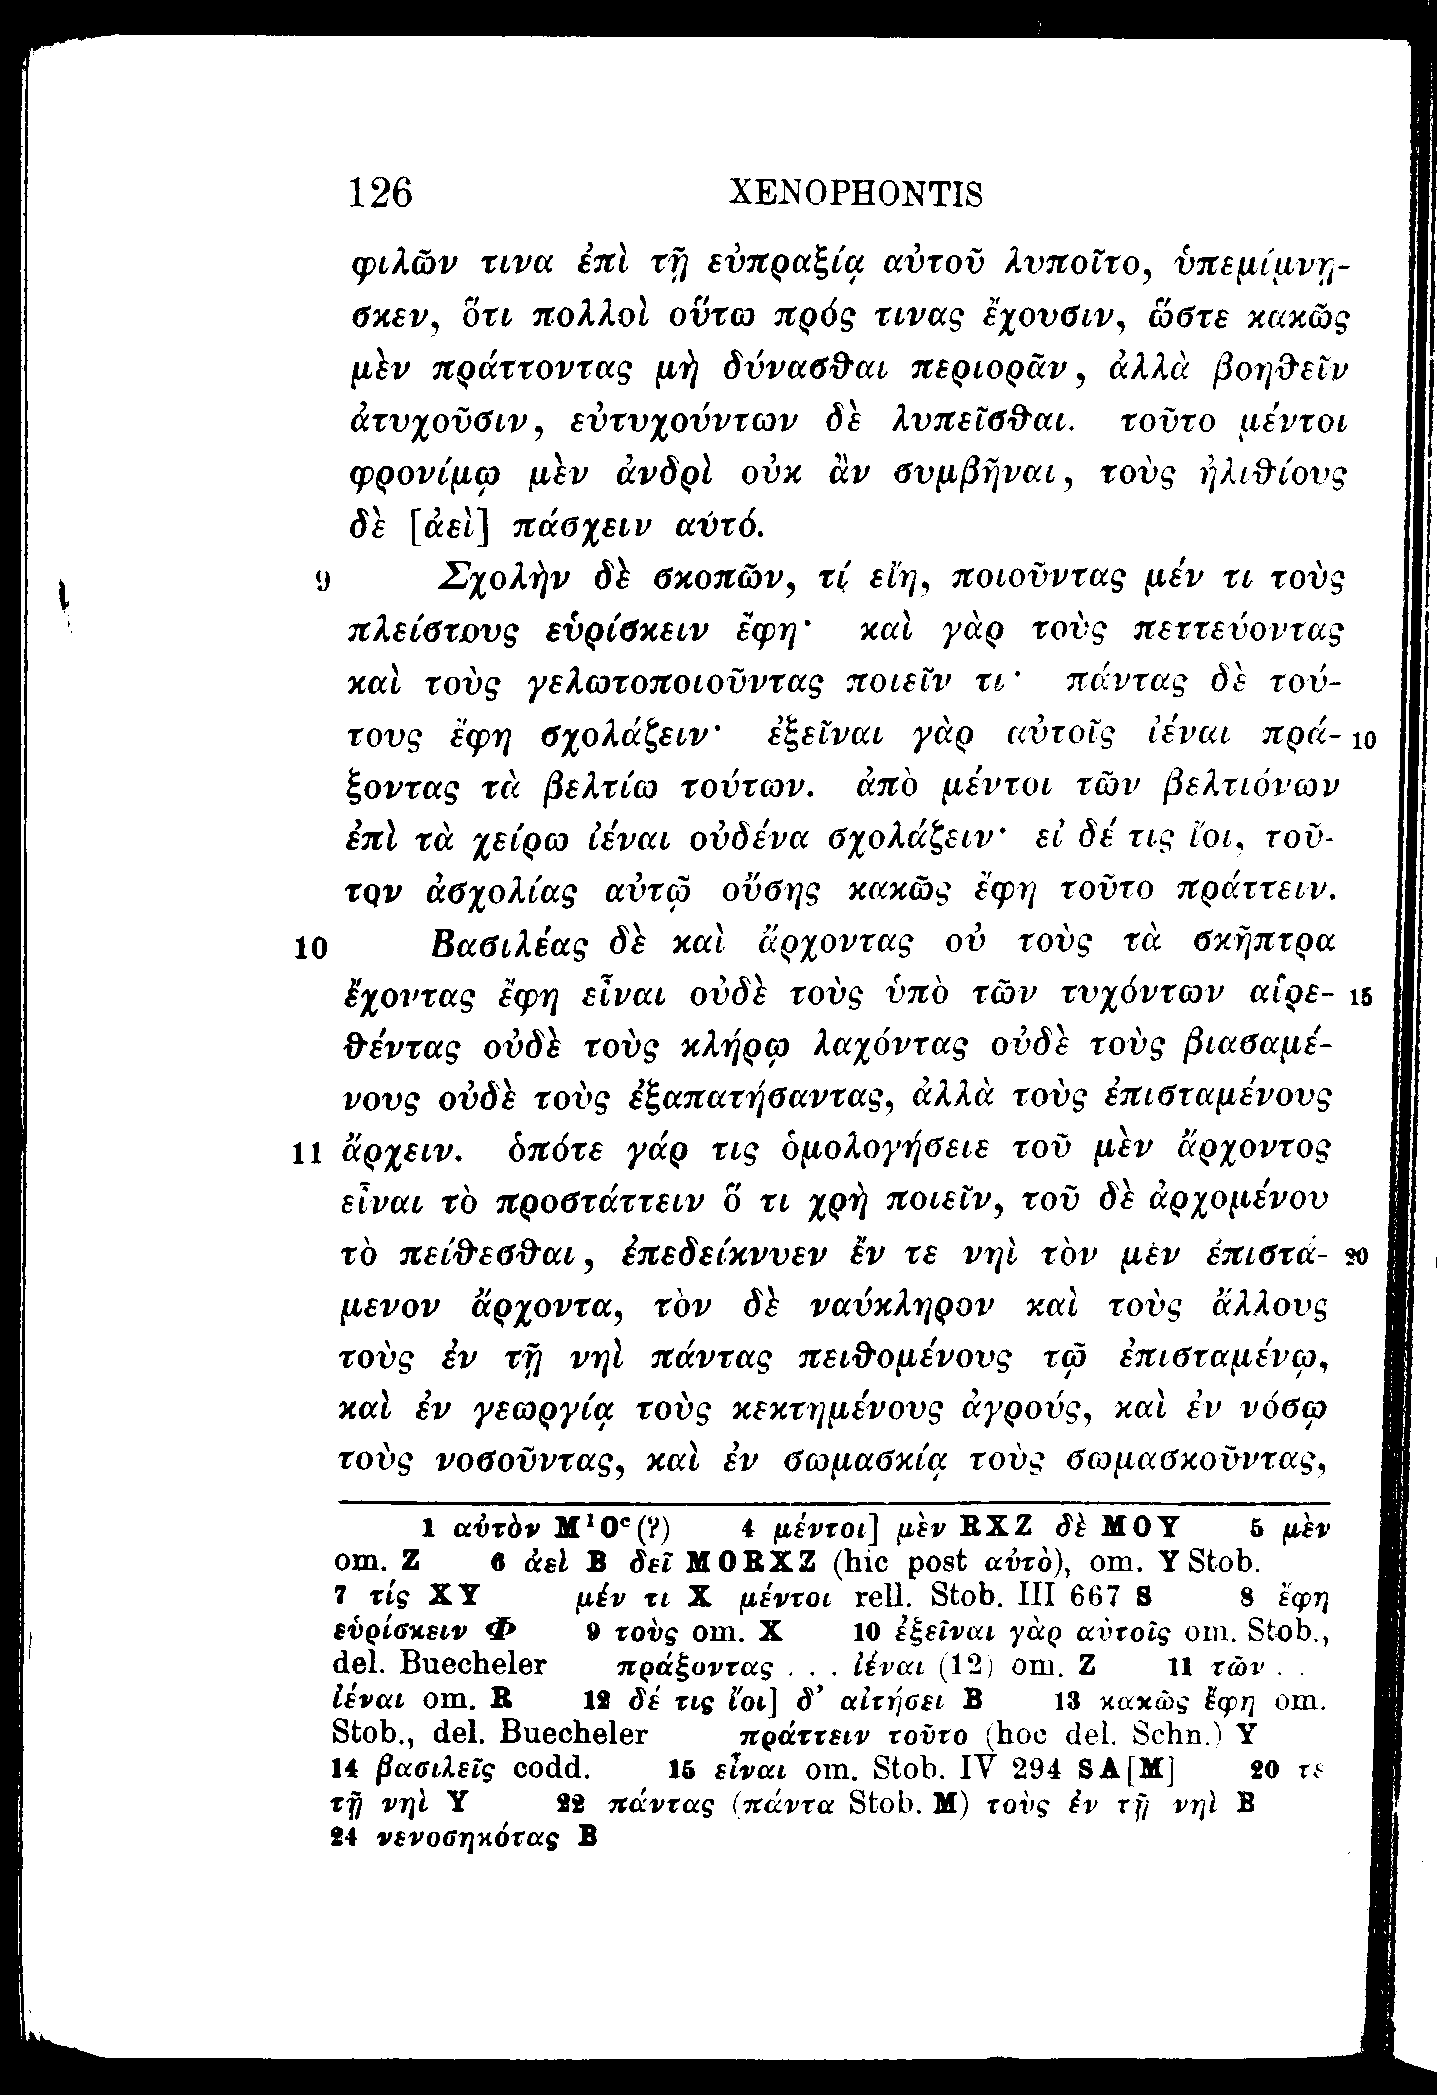 126 XENOPHONTIS
φιλῶν τινα ἐπὶ τῇ εὐπραξίᾳ αὐτοῦ λυποῖτο, ὑπεμίμνῃ-
σκεν, ὅτι πολλοὶ οὕτω πρός τινας ἔχουσιν, ὥστε κακῶς
μὲν πράττοντας μὴ δύνασθαι περιορᾶν, ἀλλὰ βοηθεῖν
ἀτυχοῦσιν, εὐτυχούντων δὲ λυπεῖσθαι. τοῦτο μέντοι
φρονίμῳ μὲν ἀνδρὶ οὐκ ἂν συμβῆναι, τοὺς ἠλιθίους
δὲ [ἀεὶ] πάσχειν αὐτό.
9 Σχολὴν δὲ σκοπῶν, τί εἴη, ποιοῦντας μέν τι τοὺς
πλείστους εὑρίσκειν ἔφη· καὶ γὰρ τοὺς πεττεύοντας
καὶ τοὺς γελωτοποιοῦντας ποιεῖν τι· πάντας δὲ τού-
τους ἔφη σχολάζειν· ἐξεῖναι γὰρ αὐτοῖς ἰέναι πρά- 10
ξοντας τὰ βελτίω τούτων. ἀπὸ μέντοι τῶν βελτιόνων
ἐπὶ τὰ χείρω ἰέναι οὐδένα σχολάζειν· εἰ δέ τις ἴοι, τοῦ-
τον ἀσχολίας αὐτῷ οὔσης κακῶς ἔφη τοῦτο πράττειν.
10 Βασιλέας δὲ καὶ ἄρχοντας οὐ τοὺς τὰ σκῆπτρα
ἔχοντας ἔφη εἶναι οὐδὲ τοὺς ὑπὸ τῶν τυχόντων αἱρε- 15
θέντας οὐδὲ τοὺς κλήρῳ λαχόντας οὐδὲ τοὺς βιασαμέ-
νους οὐδὲ τοὺς ἐξαπατήσαντας, ἀλλὰ τοὺς ἐπισταμένους
11 ἄρχειν. ὁπότε γάρ τις ὁμολογήσειε τοῦ μὲν ἄρχοντος
εἶναι τὸ προστάττειν ὅ τι χρὴ ποιεῖν, τοῦ δὲ ἀρχομένου
τὸ πείθεσθαι, ἐπεδείκνυεν ἔν τε νηὶ τὸν μὲν ἐπιστά- 20
μενον ἄρχοντα, τὸν δὲ ναύκληρον καὶ τοὺς ἄλλους
τοὺς ἐν τῇ νηὶ πάντας πειθομένους τῷ ἐπισταμένῳ,
καὶ ἐν γεωργίᾳ τοὺς κεκτημένους ἀγρούς, καὶ ἐν νόσῳ
τοὺς νοσοῦντας, καὶ ἐν σωμασκίᾳ τοὺς σωμασκοῦντας,
1 αὐτὸν M¹Oᶜ(?) 4 μέντοι] μὲν RXZ δὲ MOY 5 μὲν
om. Z 6 ἀεὶ B δεῖ MORXZ (hic post αὐτὸ), om. Y Stob.
7 τίς XY μέν τι X μέντοι rell. Stob. III 667 S 8 ἔφη
εὑρίσκειν Φ 9 τοὺς om. X 10 ἐξεῖναι γὰρ αὐτοῖς om. Stob.,
del. Buecheler πράξοντας . . . ἰέναι (12) om. Z 11 τῶν . .
ἰέναι om. R 12 δέ τις ἴοι] δ’ αἰτήσει B 13 κακῶς ἔφη om.
Stob., del. Buecheler πράττειν τοῦτο (hoc del. Schn.) Y
14 βασιλεῖς codd. 15 εἶναι om. Stob. IV 294 SA[M] 20 τε
τῇ νηὶ Y 22 πάντας (πάντα Stob. M) τοὺς ἐν τῇ νηὶ B
24 νενοσηκότας B